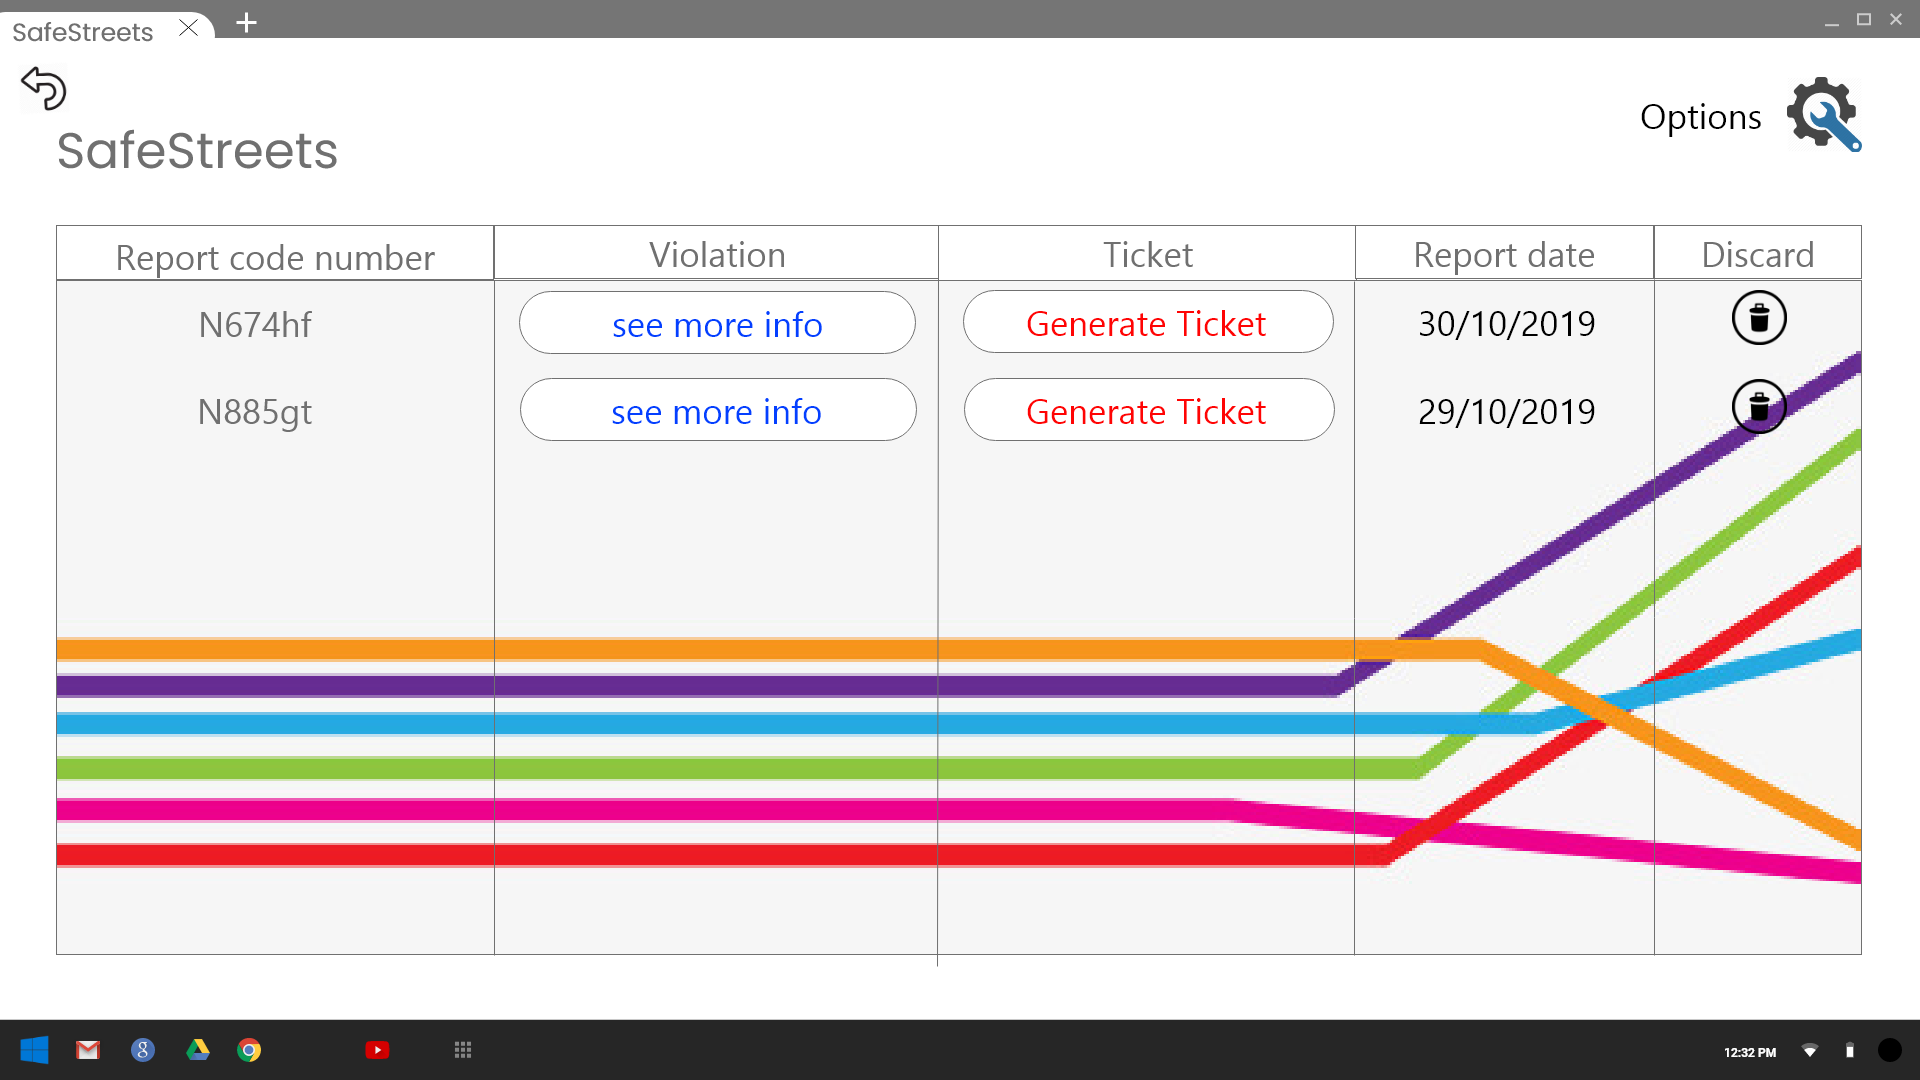 SafeStreets
Options
SafeStreets
Report code number Violation Ticket Report date Discard
N674hf see more info Generate Ticket 30/10/2019
N885gt see more info Generate Ticket 29/10/2019
12:32 PM